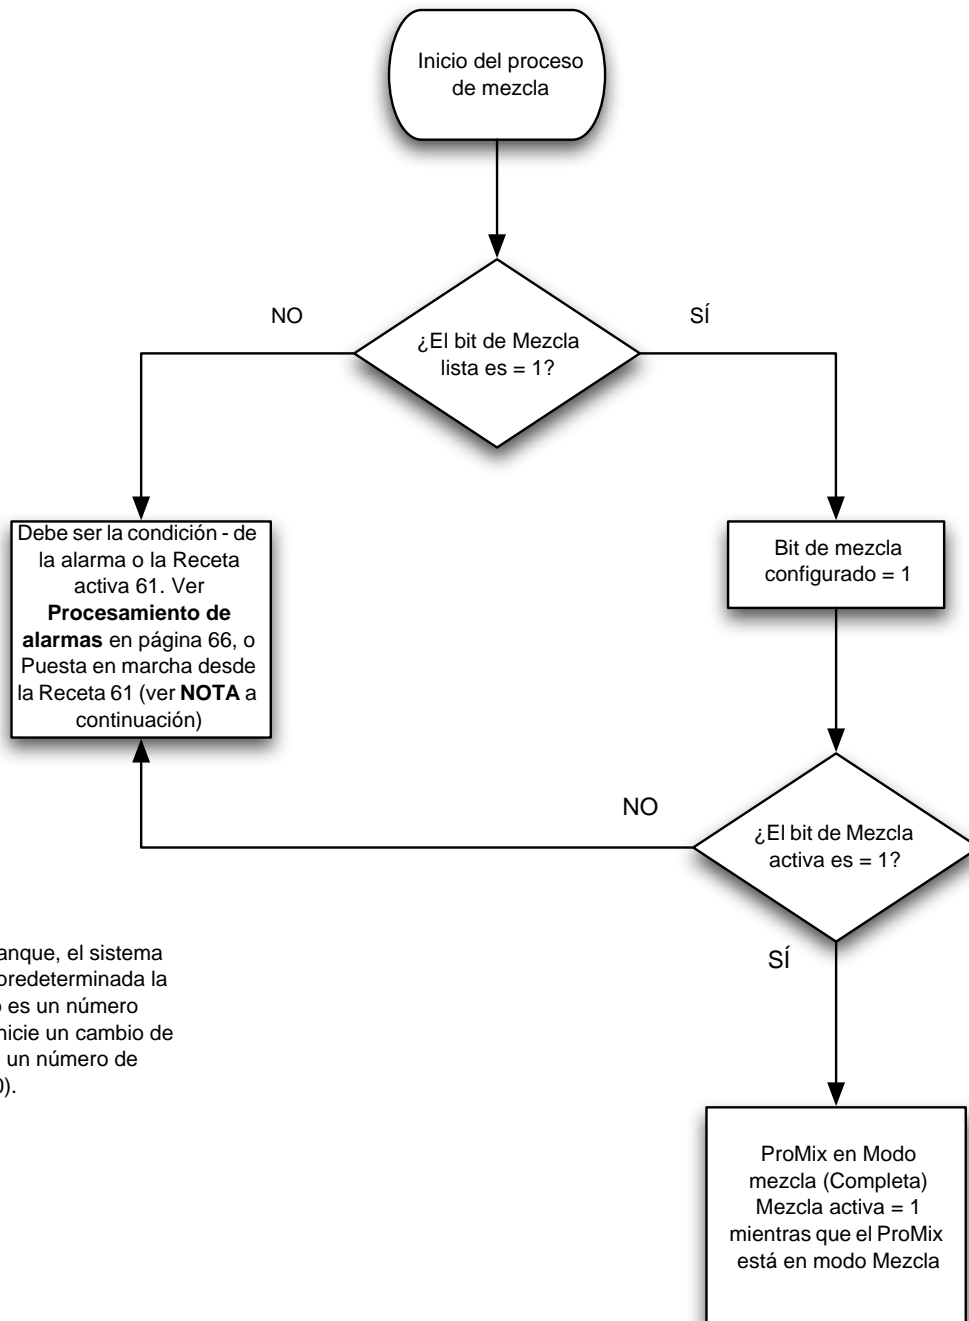 Inicio del proceso
de mezcla
NO
SÍ
¿El bit de Mezcla
lista es = 1?
Debe ser la condición - de
la alarma o la Receta
activa 61. Ver
Procesamiento de
alarmas en página 66, o
Puesta en marcha desde
la Receta 61 (ver NOTA a
continuación)
Bit de mezcla
configurado = 1
NO
¿El bit de Mezcla
activa es = 1?
SÍ
anque, el sistema
predeterminada la
o es un número
nicie un cambio de
un número de
0).
ProMix en Modo
mezcla (Completa)
Mezcla activa = 1
mientras que el ProMix
está en modo Mezcla